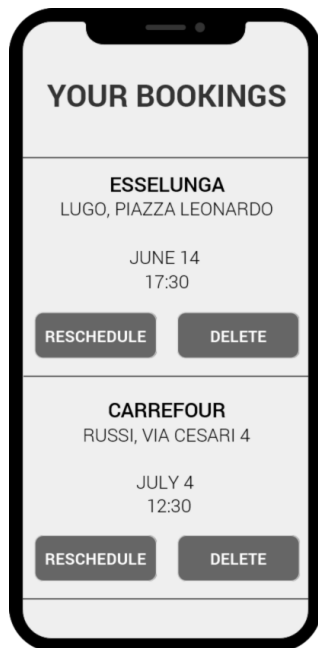 YOUR BOOKINGS
ESSELUNGA
LUGO, PIAZZA LEONARDO
JUNE 14
17:30
RESCHEDULE DELETE
CARREFOUR
RUSSI, VIA CESARI 4
JULY 4
12:30
RESCHEDULE DELETE